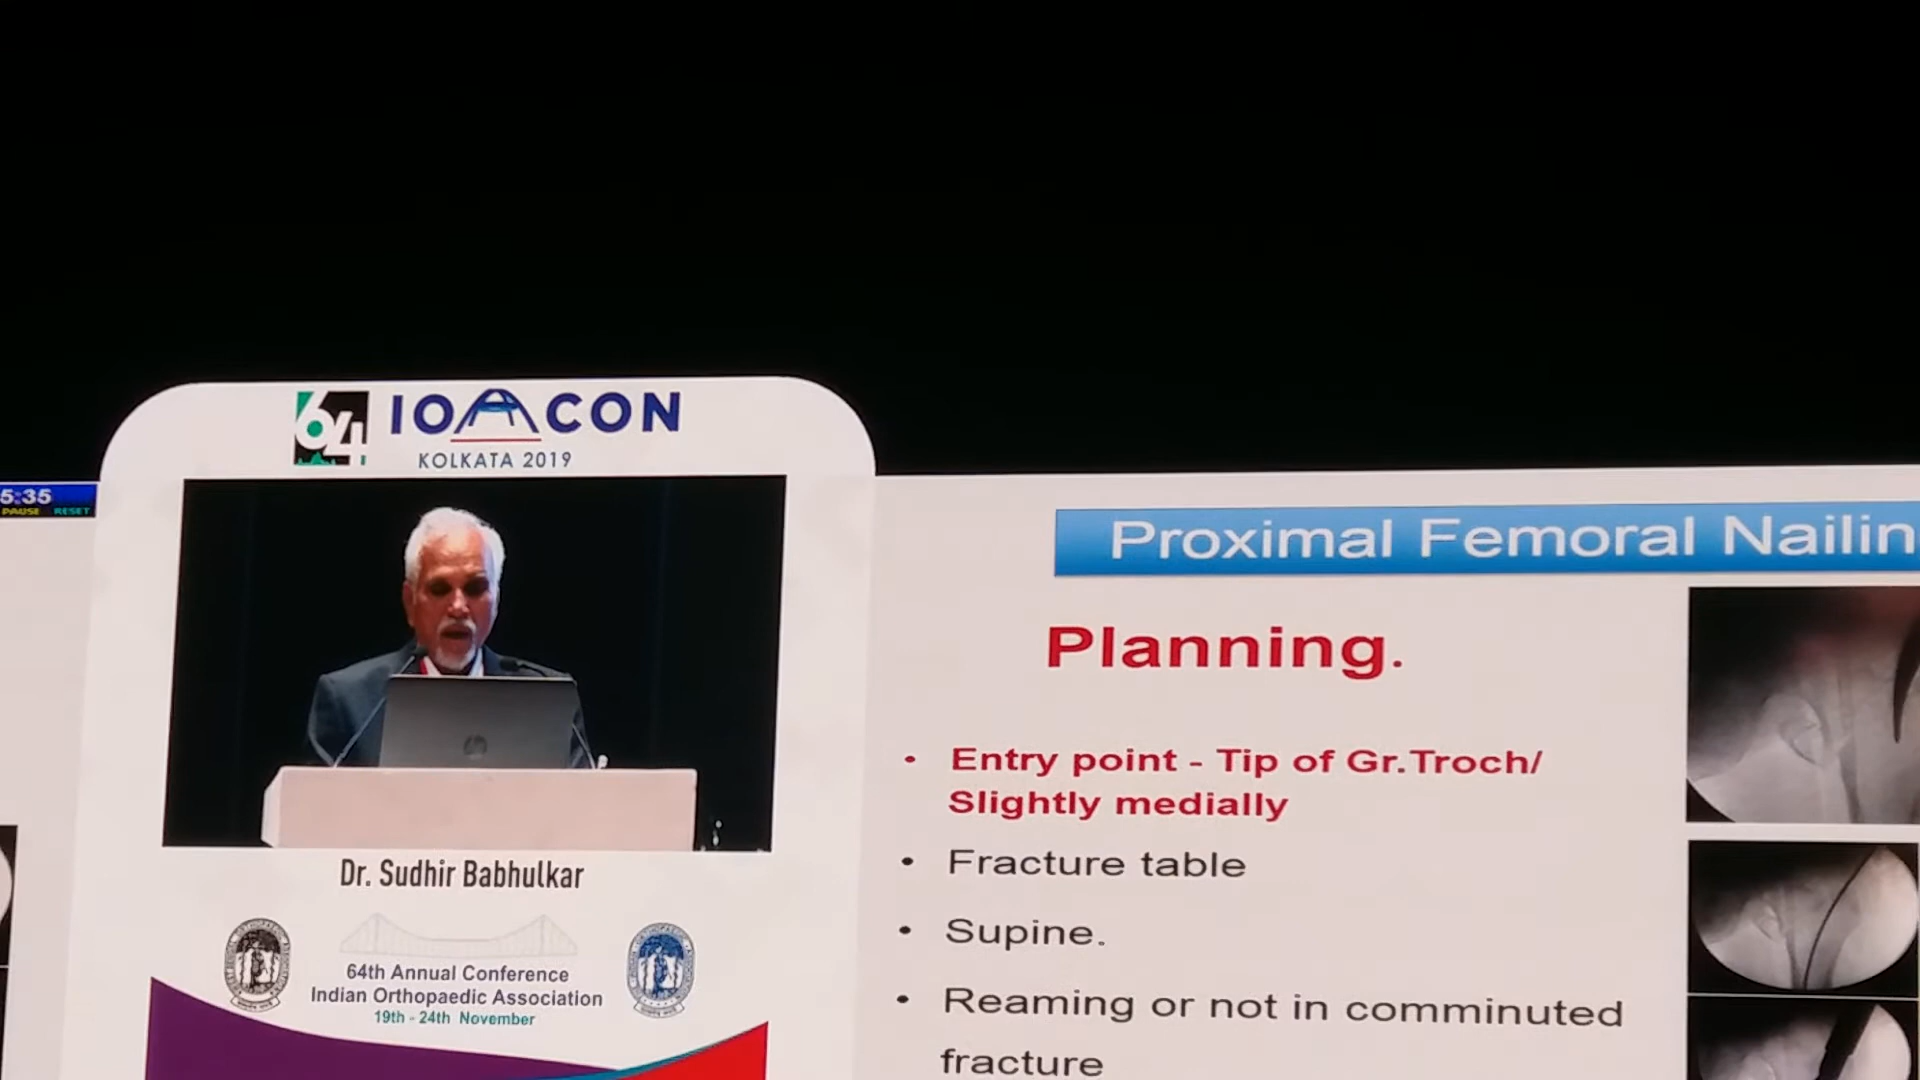 64 IOACON
KOLKATA 2019
5:35
PAUSE RESET
Dr. Sudhir Babhulkar
64th Annual Conference
Indian Orthopaedic Association
19th - 24th November
Proximal Femoral Nailin
Planning.
• Entry point - Tip of Gr.Troch/
Slightly medially
• Fracture table
• Supine.
• Reaming or not in comminuted
fracture